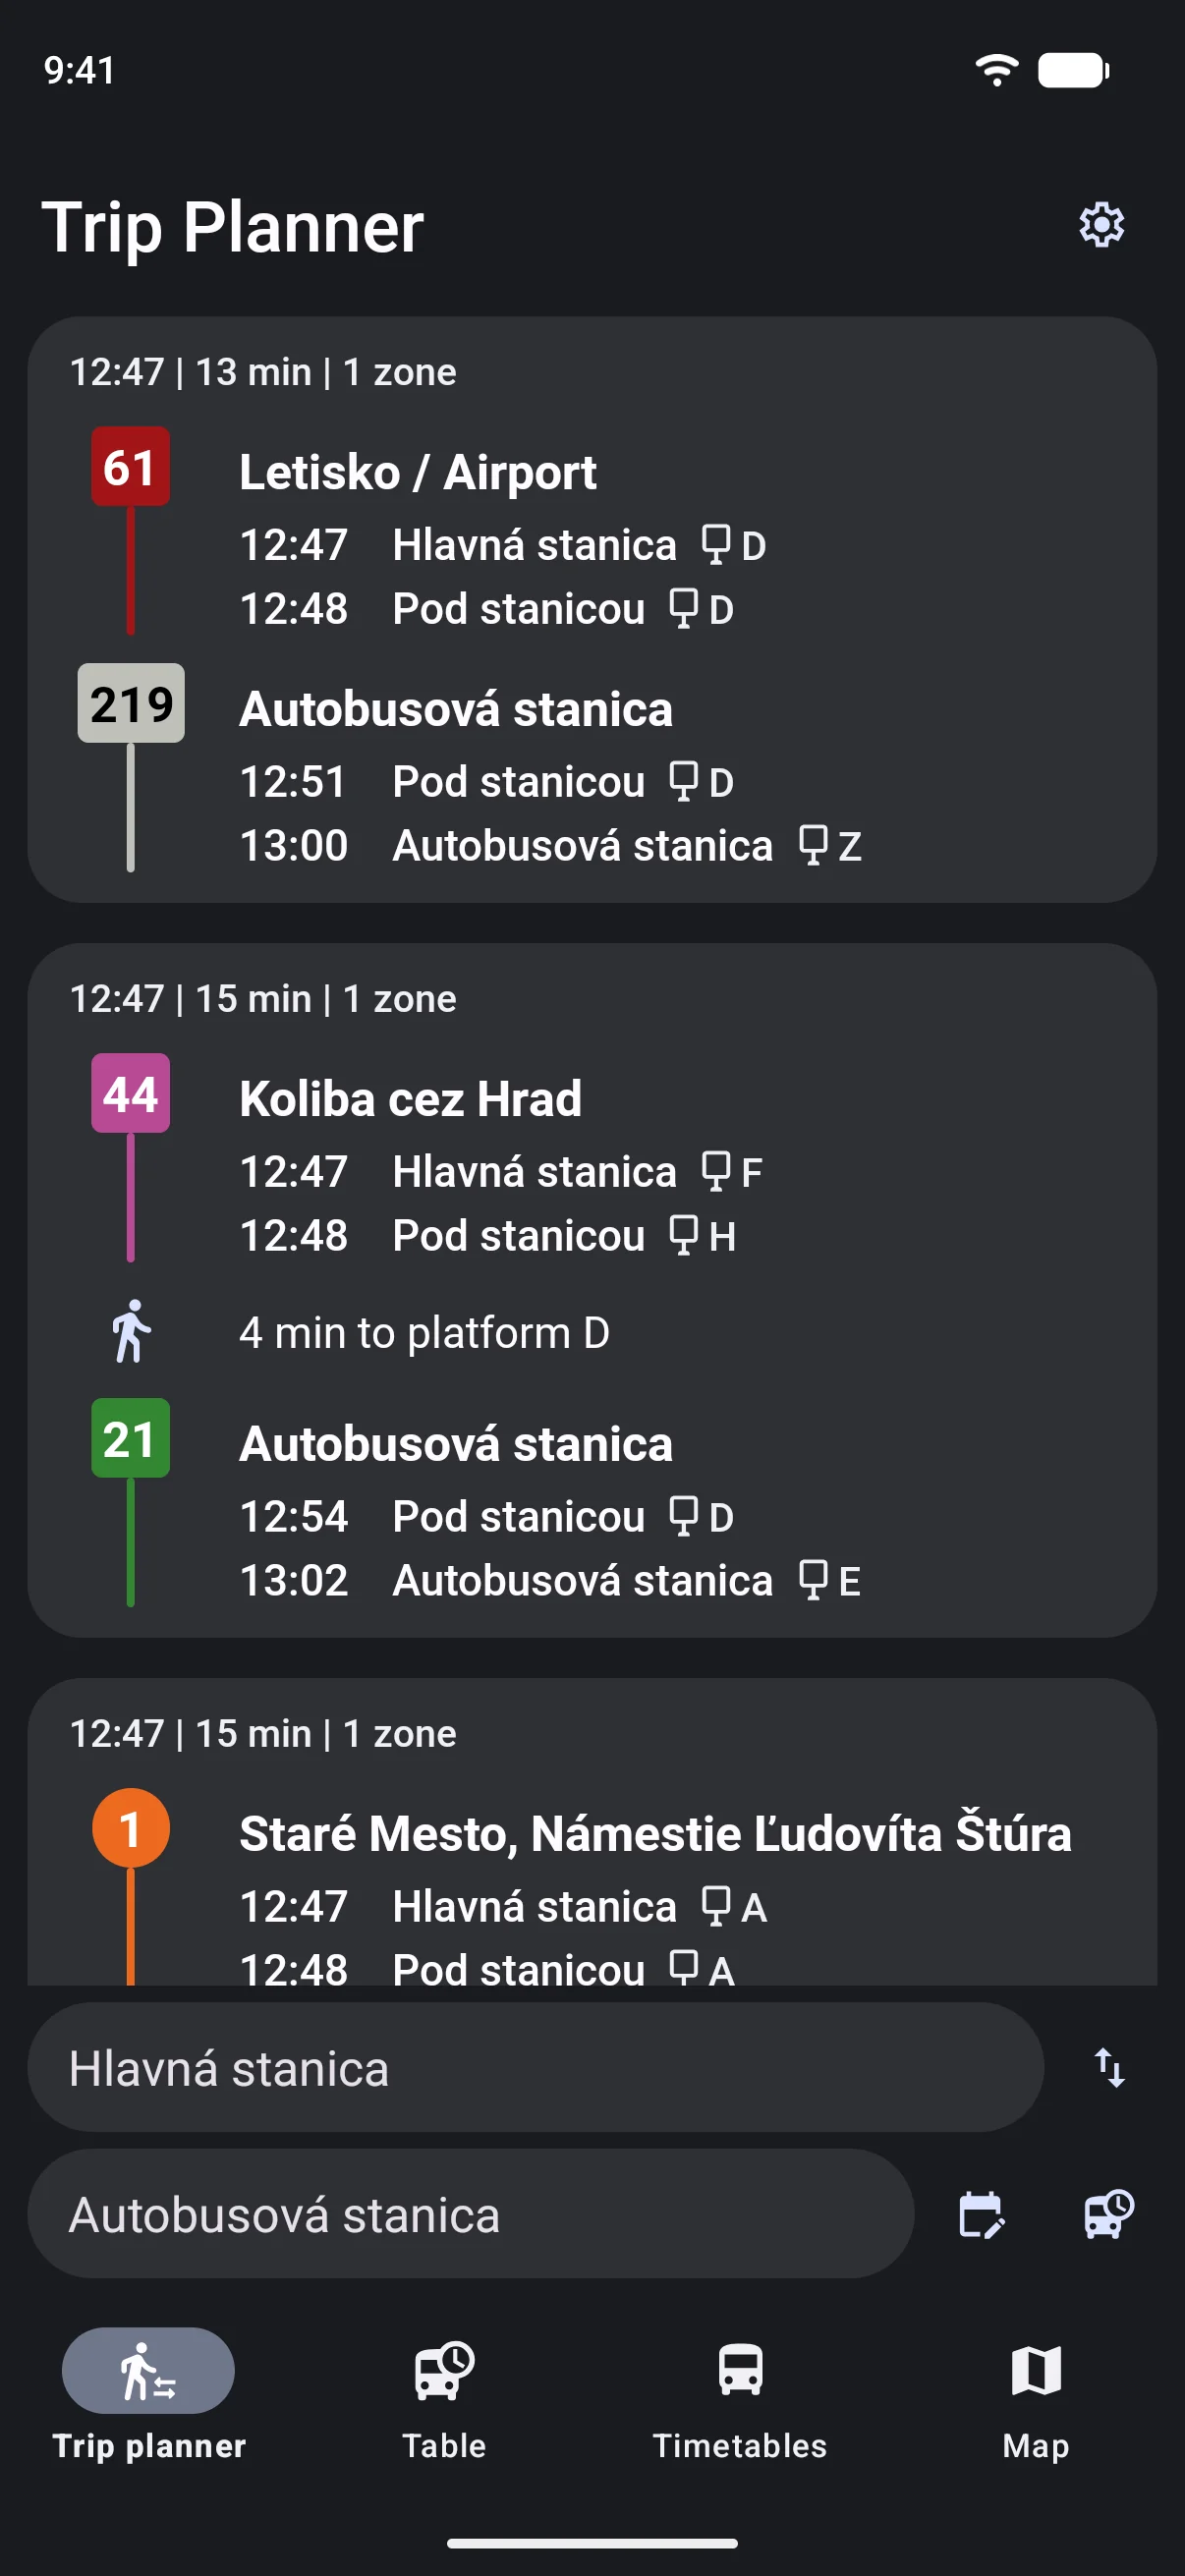 9:41
Trip Planner
12:47 | 13 min | 1 zone
61 Letisko / Airport
12:47 Hlavná stanica D
12:48 Pod stanicou D
219 Autobusová stanica
12:51 Pod stanicou D
13:00 Autobusová stanica Z
12:47 | 15 min | 1 zone
44 Koliba cez Hrad
12:47 Hlavná stanica F
12:48 Pod stanicou H
4 min to platform D
21 Autobusová stanica
12:54 Pod stanicou D
13:02 Autobusová stanica E
12:47 | 15 min | 1 zone
1 Staré Mesto, Námestie Ľudovíta Štúra
12:47 Hlavná stanica A
12:48 Pod stanicou A
Hlavná stanica
Autobusová stanica
Trip planner Table Timetables Map